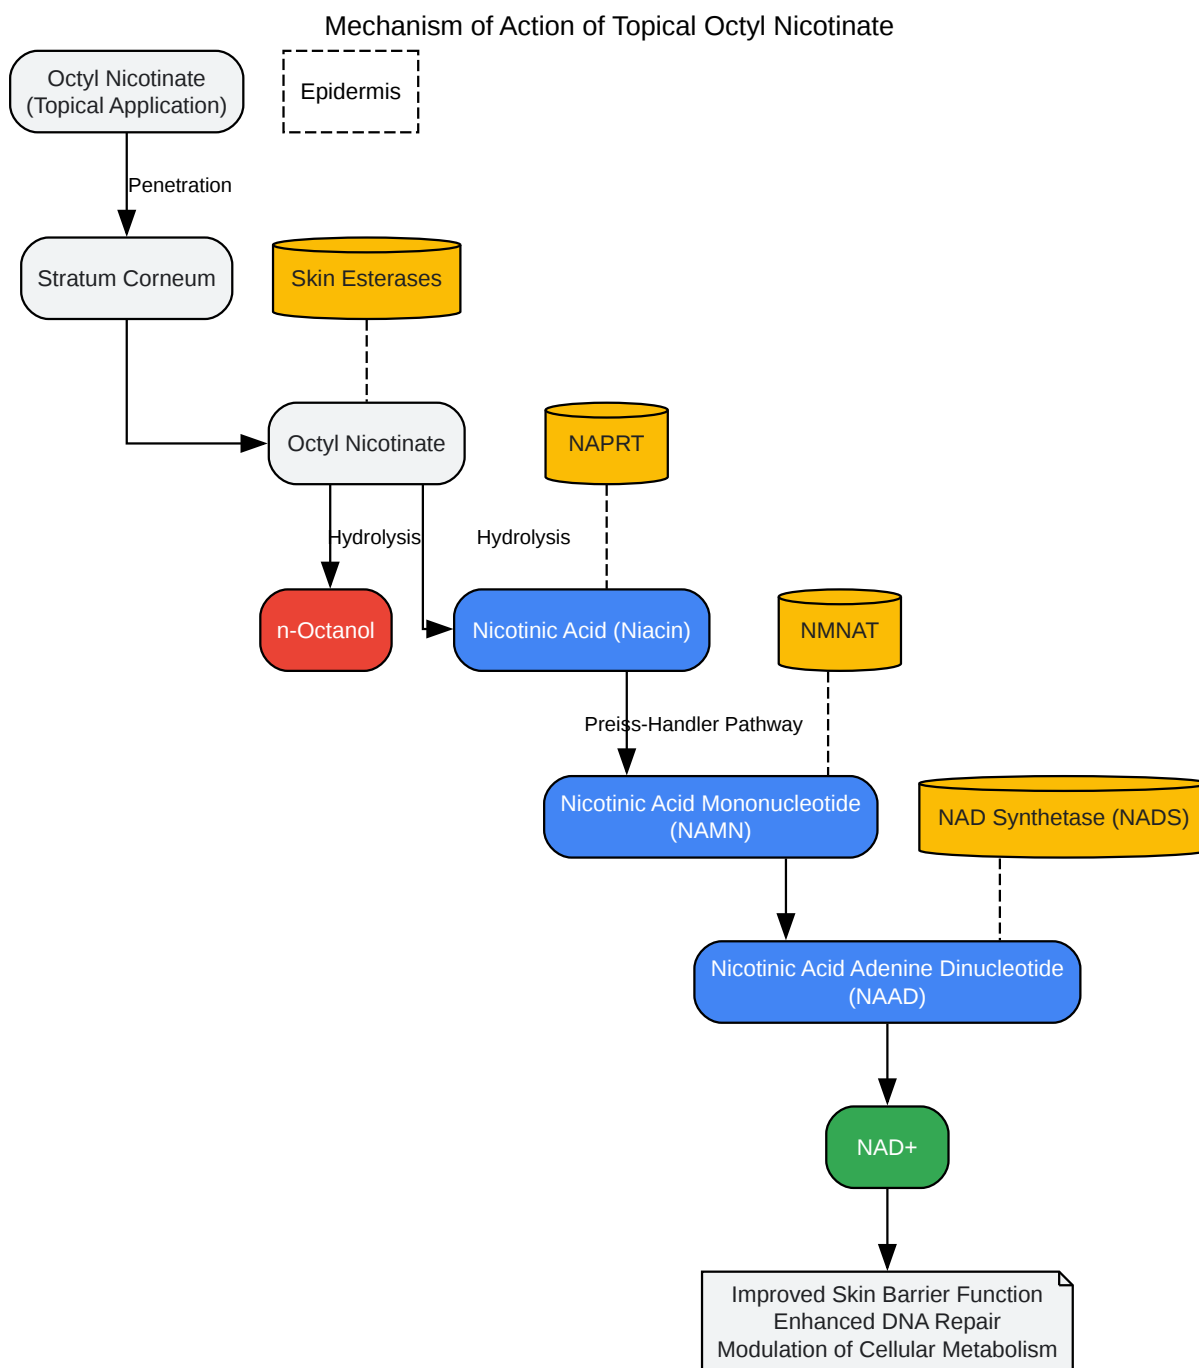 Mechanism of Action of Topical Octyl Nicotinate
Octyl Nicotinate
(Topical Application)
Epidermis
Penetration
Stratum Corneum
Skin Esterases
Octyl Nicotinate
NAPRT
Hydrolysis
Hydrolysis
n-Octanol
Nicotinic Acid (Niacin)
NMNAT
Preiss-Handler Pathway
Nicotinic Acid Mononucleotide
(NAMN)
NAD Synthetase (NADS)
Nicotinic Acid Adenine Dinucleotide
(NAAD)
NAD+
Improved Skin Barrier Function
Enhanced DNA Repair
Modulation of Cellular Metabolism